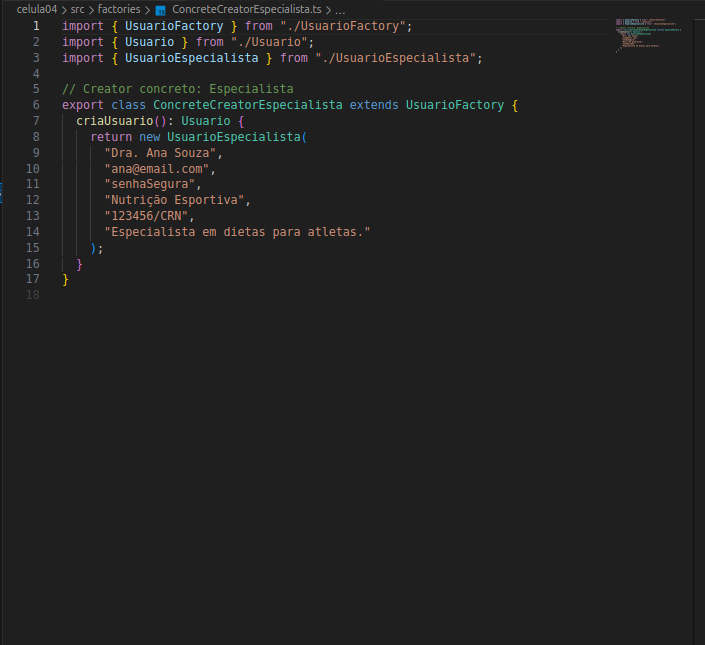 celula04 > src > factories > ConcreteCreatorEspecialista.ts > ...
1 import { UsuarioFactory } from "./UsuarioFactory";
2 import { Usuario } from "./Usuario";
3 import { UsuarioEspecialista } from "./UsuarioEspecialista";
4
5 // Creator concreto: Especialista
6 export class ConcreteCreatorEspecialista extends UsuarioFactory {
7   criaUsuario(): Usuario {
8     return new UsuarioEspecialista(
9       "Dra. Ana Souza",
10       "ana@email.com",
11       "senhaSegura",
12       "Nutrição Esportiva",
13       "123456/CRN",
14       "Especialista em dietas para atletas."
15     );
16   }
17 }
18